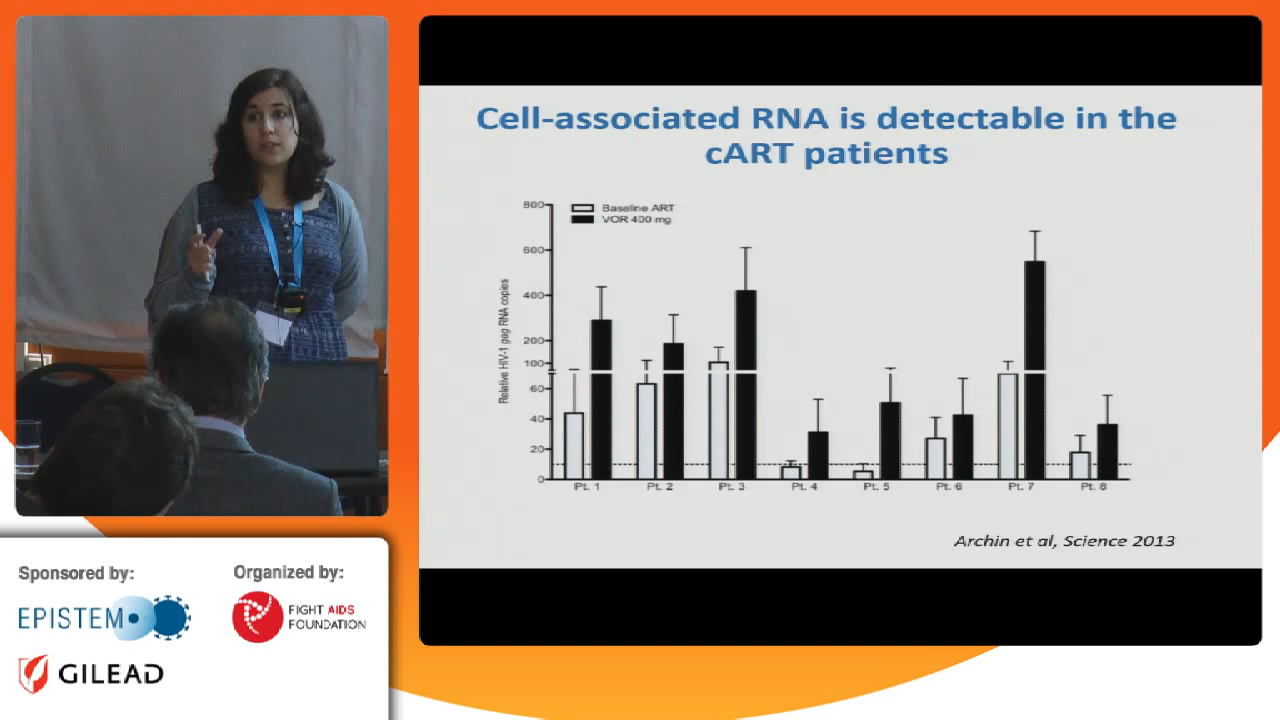 Cell-associated RNA is detectable in the
cART patients
800
600
400
200
100
60
40
20
0
Baseline ART
VOR 400 mg
Relative HIV-1 gag RNA copies
Pt. 1
Pt. 2
Pt. 3
Pt. 4
Pt. 5
Pt. 6
Pt. 7
Pt. 8
Archin et al, Science 2013
Sponsored by:
EPISTEM
GILEAD
Organized by:
FIGHT AIDS
FOUNDATION